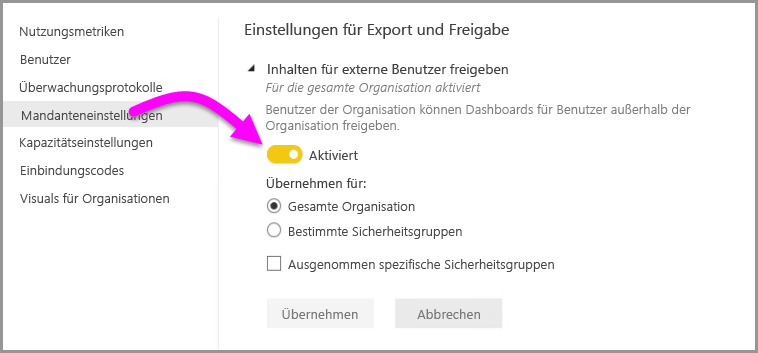 Nutzungsmetriken
Benutzer
Überwachungsprotokolle
Mandanteneinstellungen
Kapazitätseinstellungen
Einbindungscodes
Visuals für Organisationen
Einstellungen für Export und Freigabe
Inhalten für externe Benutzer freigeben
Für die gesamte Organisation aktiviert
Benutzer der Organisation können Dashboards für Benutzer außerhalb der
Organisation freigeben.
Aktiviert
Übernehmen für:
Gesamte Organisation
Bestimmte Sicherheitsgruppen
Ausgenommen spezifische Sicherheitsgruppen
Übernehmen
Abbrechen